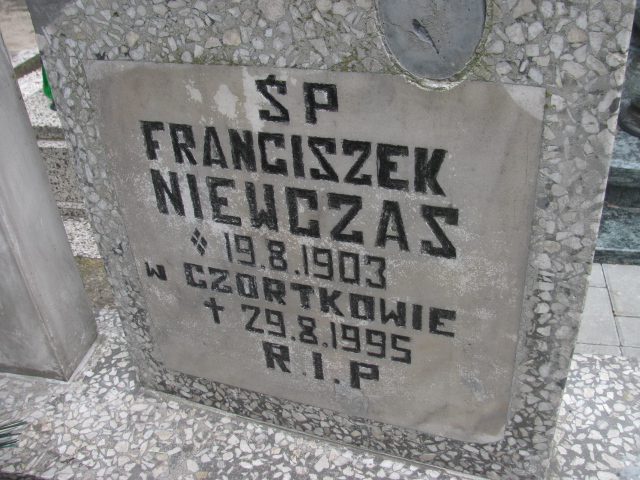 ŚP
FRANCISZEK
NIEWCZAS
19.8.1903
W CZORTKOWIE
† 29.8.1995
R.I.P